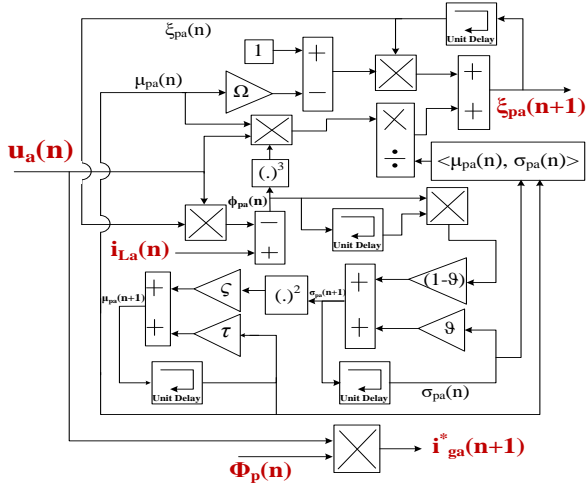 ξpa(n)
Unit Delay
1
+
−
μpa(n)
Ω
×
+
+
ξpa(n+1)
×
×
÷
ua(n)
(.)³
<μpa(n), σpa(n)>
×
ϕpa(n)
−
+
×
Unit Delay
iLa(n)
(1-ϑ)
μpa(n+1)
+
+
ς
(.)²
σpa(n+1)
+
+
τ
ϑ
Unit Delay
Unit Delay
σpa(n)
×
i*ga(n+1)
Φp(n)